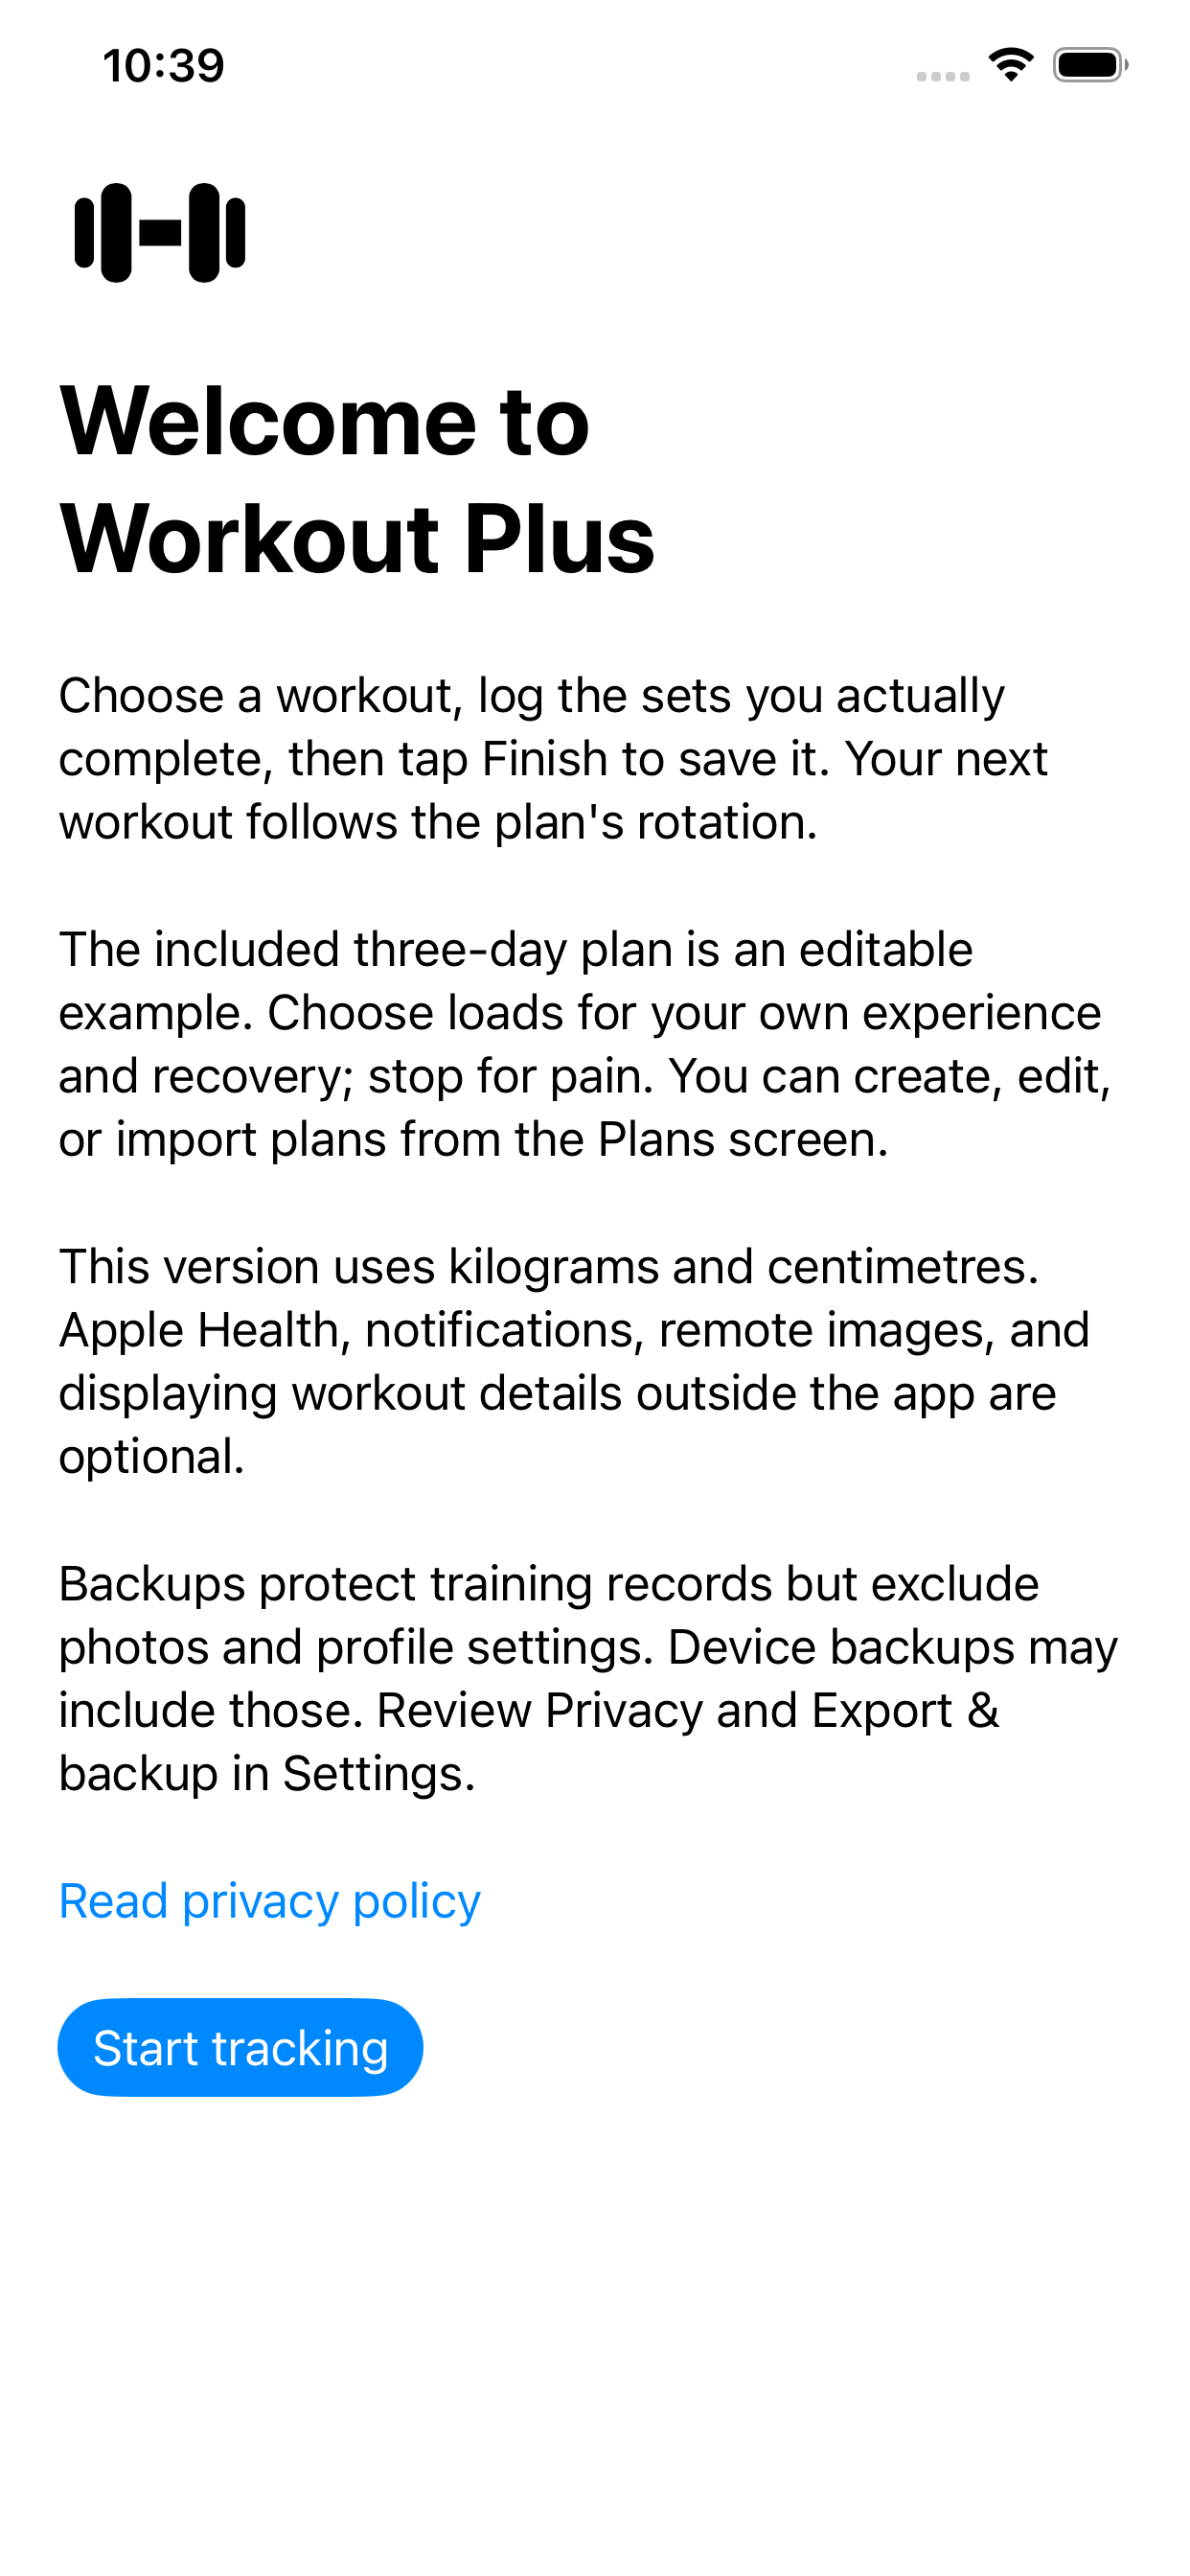 10:39
Welcome to
Workout Plus
Choose a workout, log the sets you actually
complete, then tap Finish to save it. Your next
workout follows the plan's rotation.
The included three-day plan is an editable
example. Choose loads for your own experience
and recovery; stop for pain. You can create, edit,
or import plans from the Plans screen.
This version uses kilograms and centimetres.
Apple Health, notifications, remote images, and
displaying workout details outside the app are
optional.
Backups protect training records but exclude
photos and profile settings. Device backups may
include those. Review Privacy and Export &
backup in Settings.
Read privacy policy
Start tracking